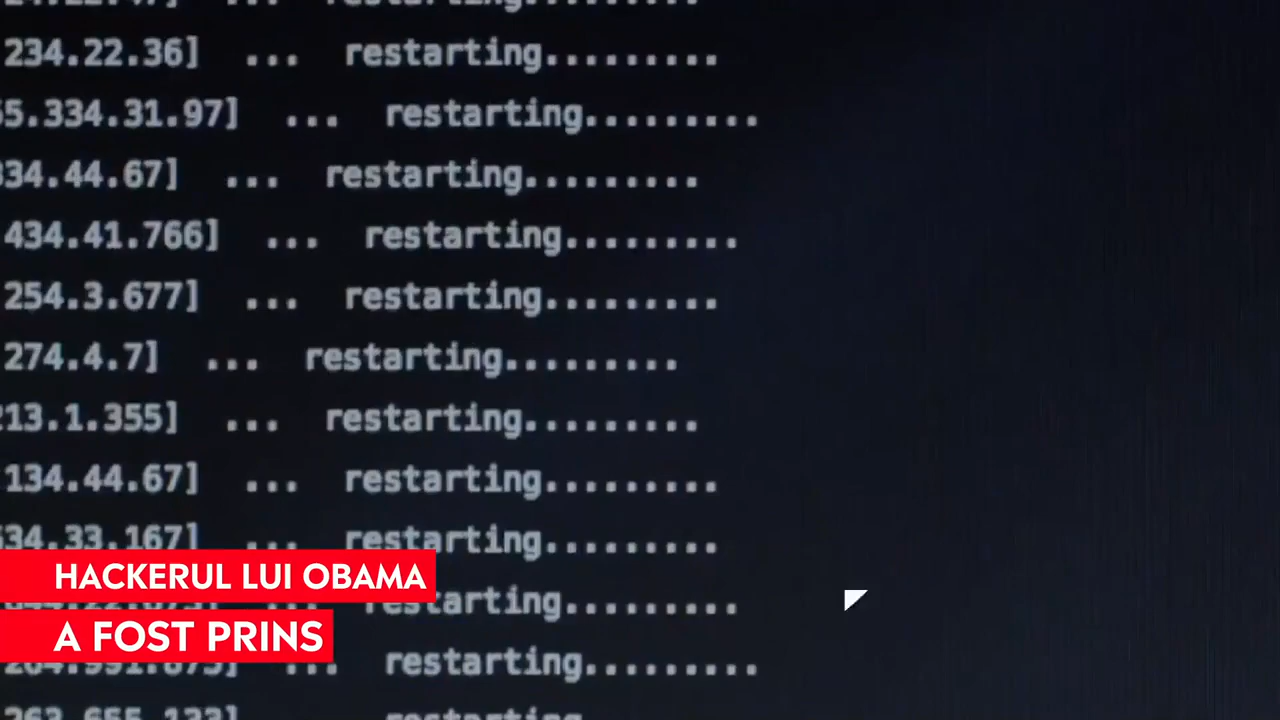 234.22.36] ... restarting.........
5.334.31.97] ... restarting.........
334.44.67] ... restarting.........
434.41.766] ... restarting.........
254.3.677] ... restarting.........
274.4.7] ... restarting.........
213.1.355] ... restarting.........
134.44.67] ... restarting.........
534.33.167] ... restarting.........
HACKERUL LUI OBAMA
restarting.........
A FOST PRINS
restarting.........